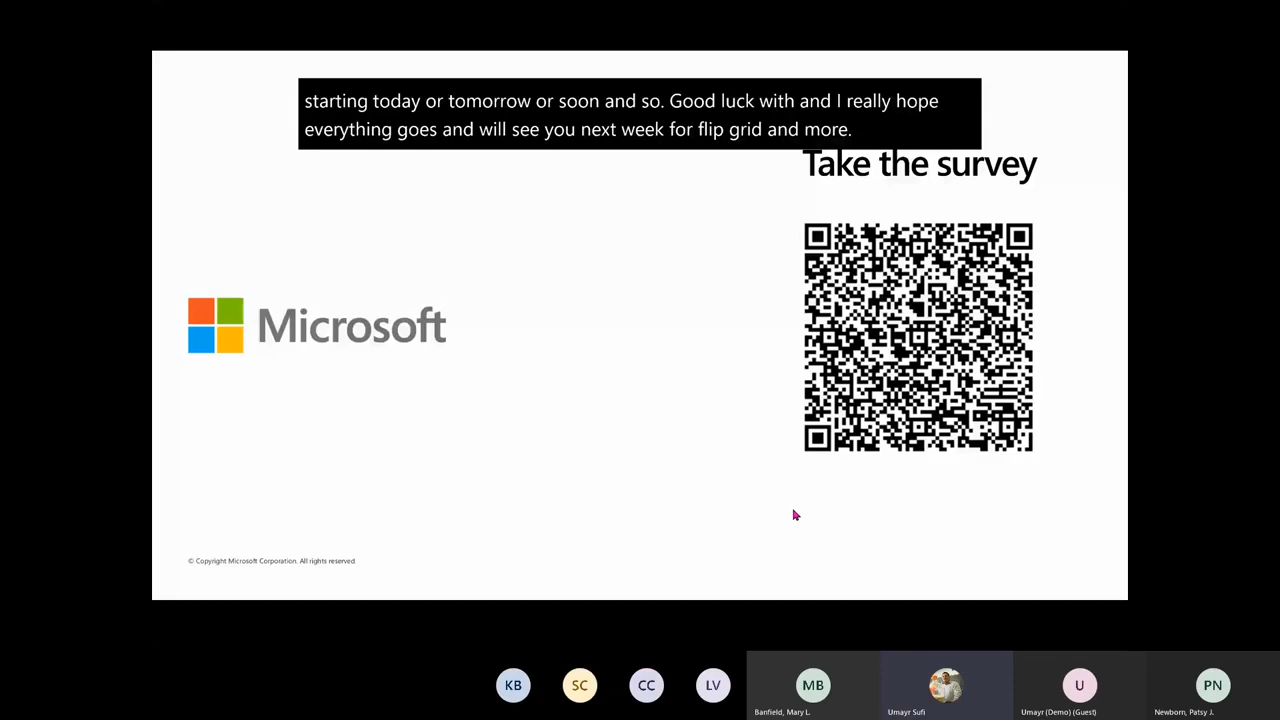 starting today or tomorrow or soon and so. Good luck with and I really hope
everything goes and will see you next week for flip grid and more.
Take the survey
Microsoft
© Copyright Microsoft Corporation. All rights reserved.
KB
SC
CC
LV
MB
U
PN
Banfield, Mary L.
Umayr Sufi
Umayr (Demo) (Guest)
Newborn, Patsy J.